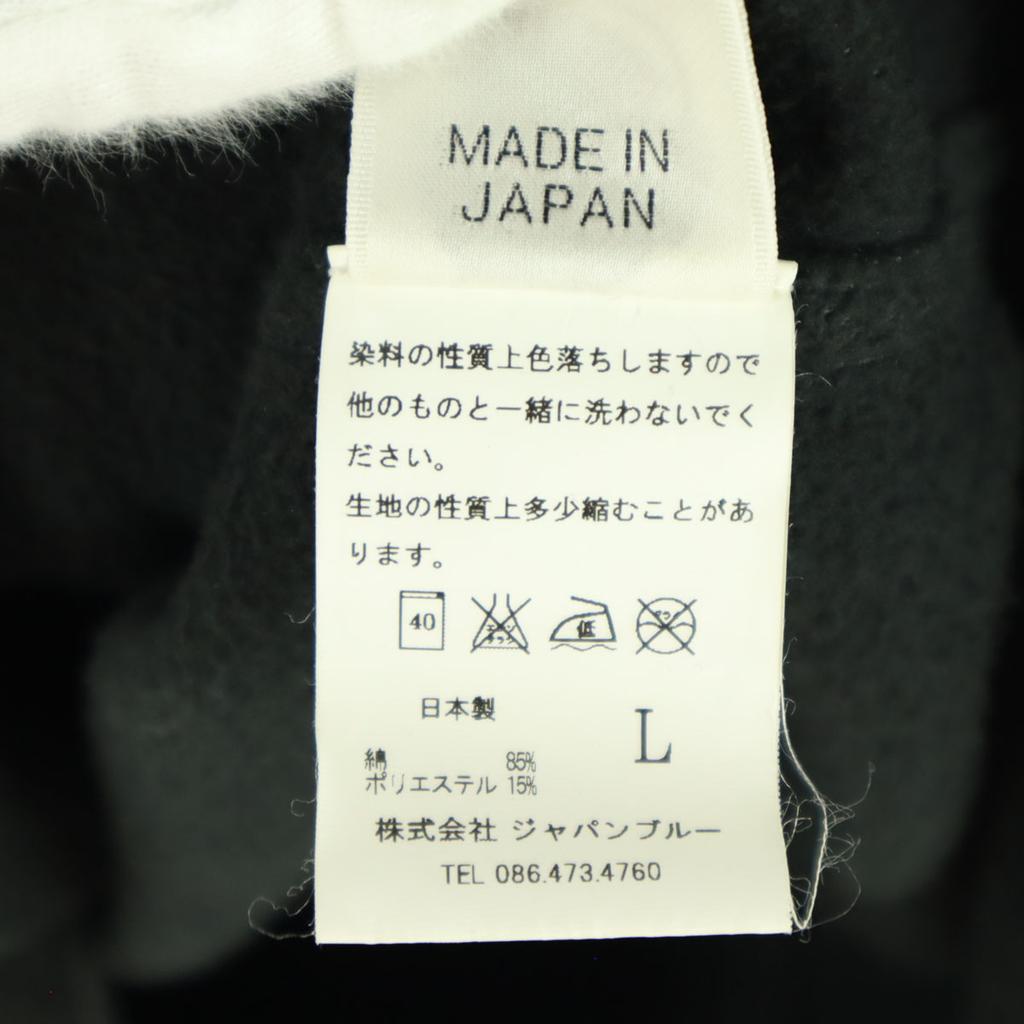 MADE IN
JAPAN
染料の性質上色落ちしますので
他のものと一緒に洗わないでく
ださい。
生地の性質上多少縮むことがあ
ります。
40 低
日本製 L
綿 85%
ポリエステル 15%
株式会社 ジャパンブルー
TEL 086.473.4760